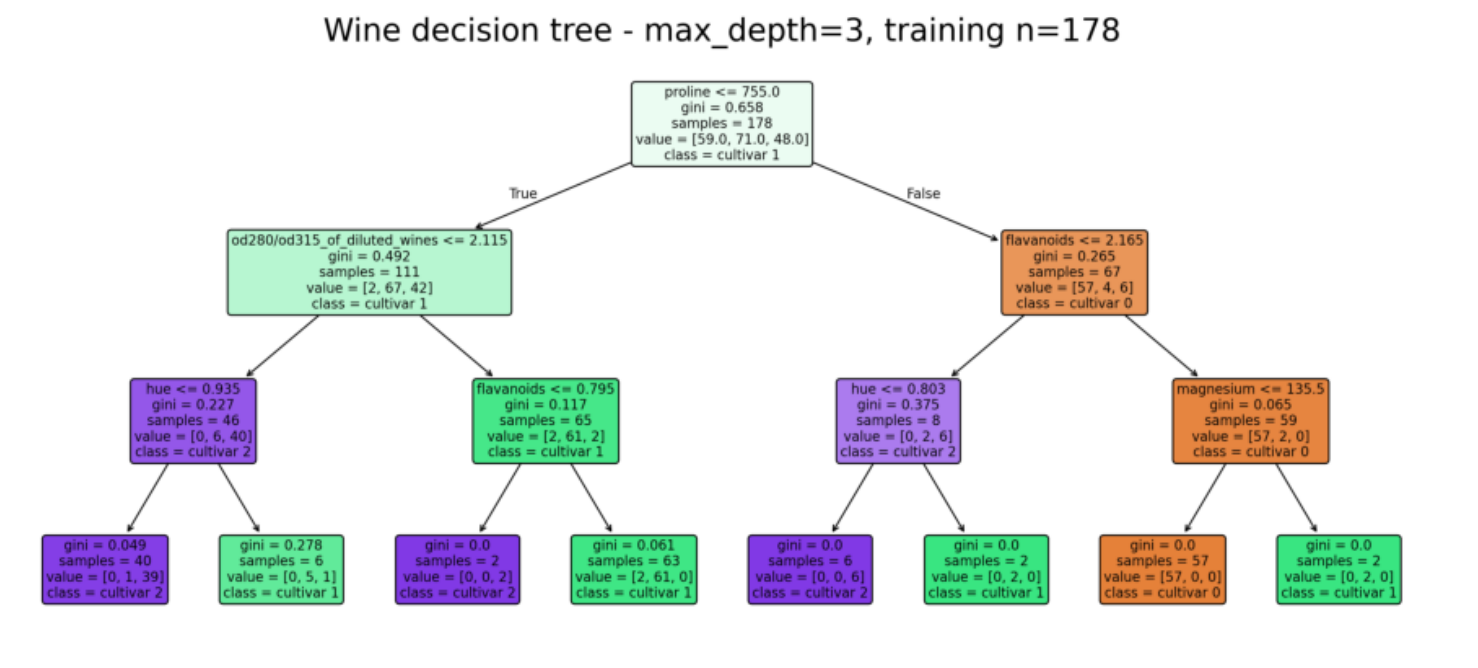 Wine decision tree - max_depth=3, training n=178
proline <= 755.0
gini = 0.658
samples = 178
value = [59.0, 71.0, 48.0]
class = cultivar 1
True
False
od280/od315_of_diluted_wines <= 2.115
gini = 0.492
samples = 111
value = [2, 67, 42]
class = cultivar 1
flavanoids <= 2.165
gini = 0.265
samples = 67
value = [57, 4, 6]
class = cultivar 0
hue <= 0.935
gini = 0.227
samples = 46
value = [0, 6, 40]
class = cultivar 2
flavanoids <= 0.795
gini = 0.117
samples = 65
value = [2, 61, 2]
class = cultivar 1
hue <= 0.803
gini = 0.375
samples = 8
value = [0, 2, 6]
class = cultivar 2
magnesium <= 135.5
gini = 0.065
samples = 59
value = [57, 2, 0]
class = cultivar 0
gini = 0.049
samples = 40
value = [0, 1, 39]
class = cultivar 2
gini = 0.278
samples = 6
value = [0, 5, 1]
class = cultivar 1
gini = 0.0
samples = 2
value = [0, 0, 2]
class = cultivar 2
gini = 0.061
samples = 63
value = [2, 61, 0]
class = cultivar 1
gini = 0.0
samples = 6
value = [0, 0, 6]
class = cultivar 2
gini = 0.0
samples = 2
value = [0, 2, 0]
class = cultivar 1
gini = 0.0
samples = 57
value = [57, 0, 0]
class = cultivar 0
gini = 0.0
samples = 2
value = [0, 2, 0]
class = cultivar 1